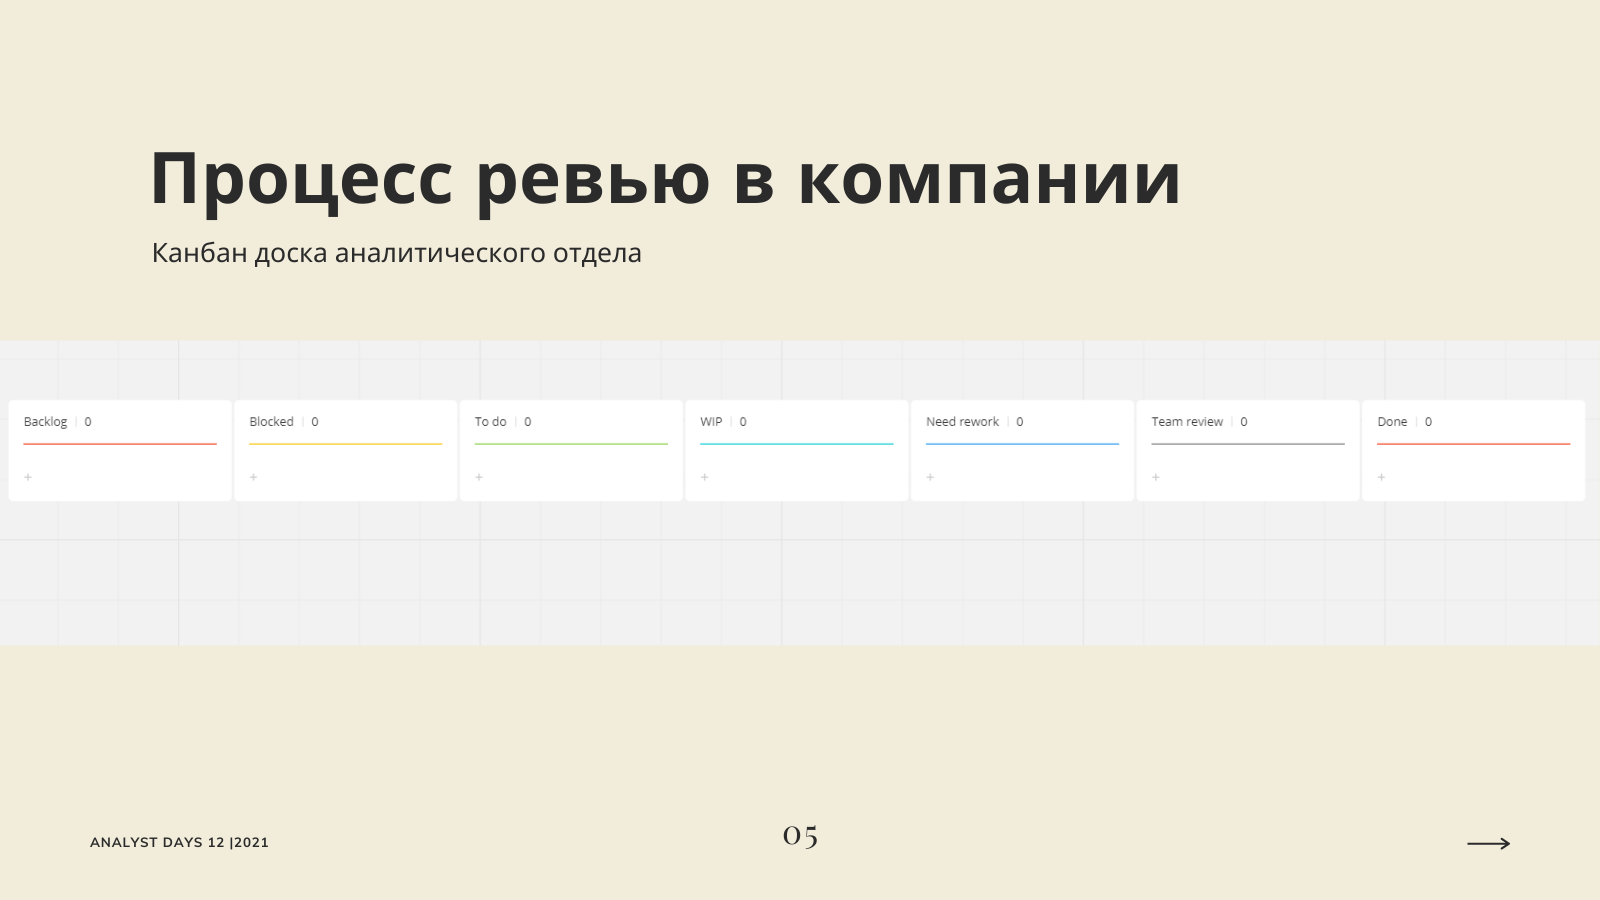 Процесс ревью в компании
Канбан доска аналитического отдела
Backlog | 0
Blocked | 0
To do | 0
WIP | 0
Need rework | 0
Team review | 0
Done | 0
+
+
+
+
+
+
+
ANALYST DAYS 12 |2021
05